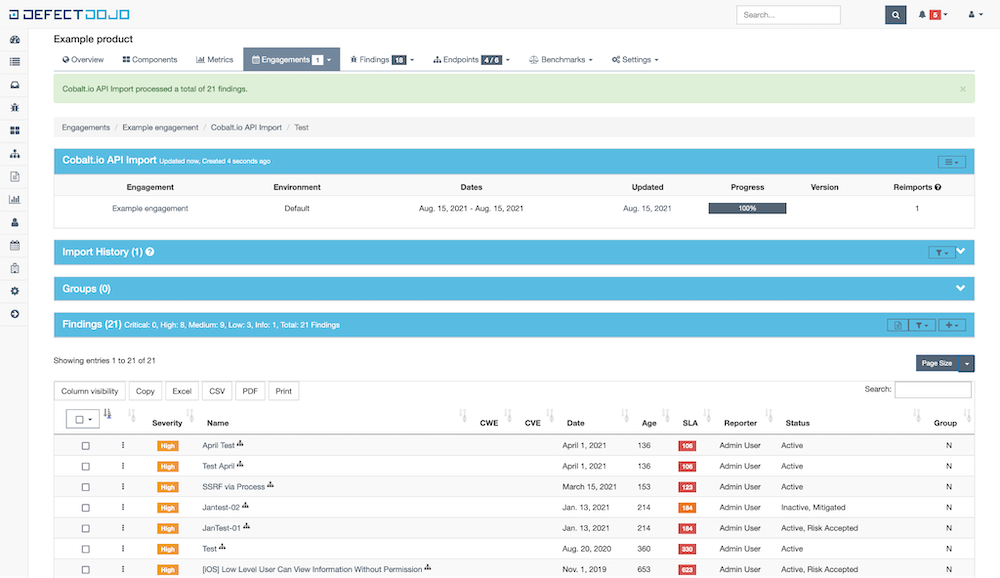 DEFECTDOJO
Search...
5
Example product
Overview Components Metrics Engagements 1 Findings 18 Endpoints 4 / 6 Benchmarks Settings
Cobalt.io API Import processed a total of 21 findings. ×
Engagements / Example engagement / Cobalt.io API Import / Test
Cobalt.io API Import Updated now, Created 4 seconds ago
Engagement Environment Dates Updated Progress Version Reimports
Example engagement Default Aug. 15, 2021 - Aug. 15, 2021 Aug. 15, 2021 100% 1
Import History (1)
Groups (0)
Findings (21) Critical: 0, High: 8, Medium: 9, Low: 3, Info: 1, Total: 21 Findings
Showing entries 1 to 21 of 21
Page Size
Column visibility Copy Excel CSV PDF Print Search:
Severity Name CWE CVE Date Age SLA Reporter Status Group
High April Test April 1, 2021 136 106 Admin User Active N
High Test April April 1, 2021 136 106 Admin User Active N
High SSRF via Process March 15, 2021 153 123 Admin User Active N
High Jantest-02 Jan. 13, 2021 214 184 Admin User Inactive, Mitigated N
High JanTest-01 Jan. 13, 2021 214 184 Admin User Active, Risk Accepted N
High Test Aug. 20, 2020 360 330 Admin User Active N
High [iOS] Low Level User Can View Information Without Permission Nov. 1, 2019 653 623 Admin User Active, Risk Accepted N